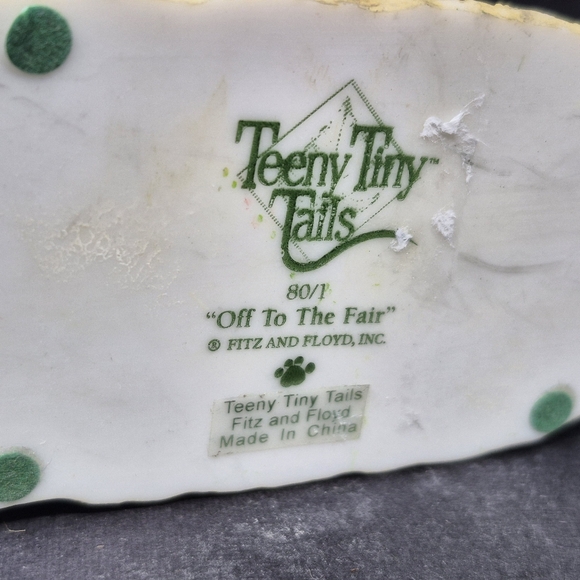 Teeny Tiny™
Tails
80/1
"Off To The Fair"
® FITZ AND FLOYD, INC.
Teeny Tiny Tails
Fitz and Floyd
Made In China